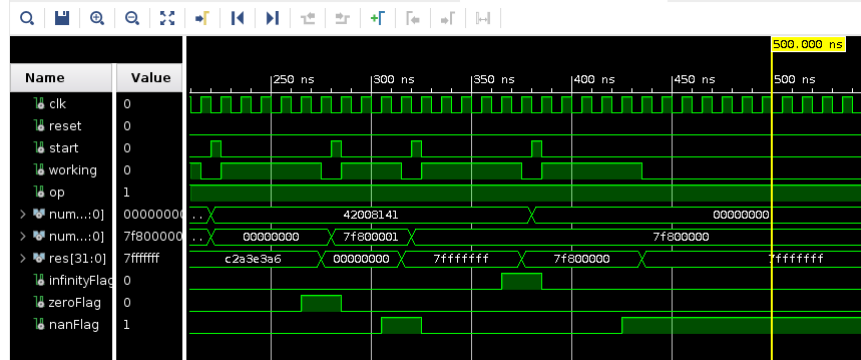 500.000 ns
Name Value 250 ns 300 ns 350 ns 400 ns 450 ns 500 ns
clk 0
reset 0
start 0
working 0
op 1
num...:0] 00000000 .. 42008141 00000000
num...:0] 7f800000 .. 00000000 7f800001 7f800000
res[31:0] 7fffffff c2a3e3a6 00000000 7fffffff 7f800000 7fffffff
infinityFlag 0
zeroFlag 0
nanFlag 1